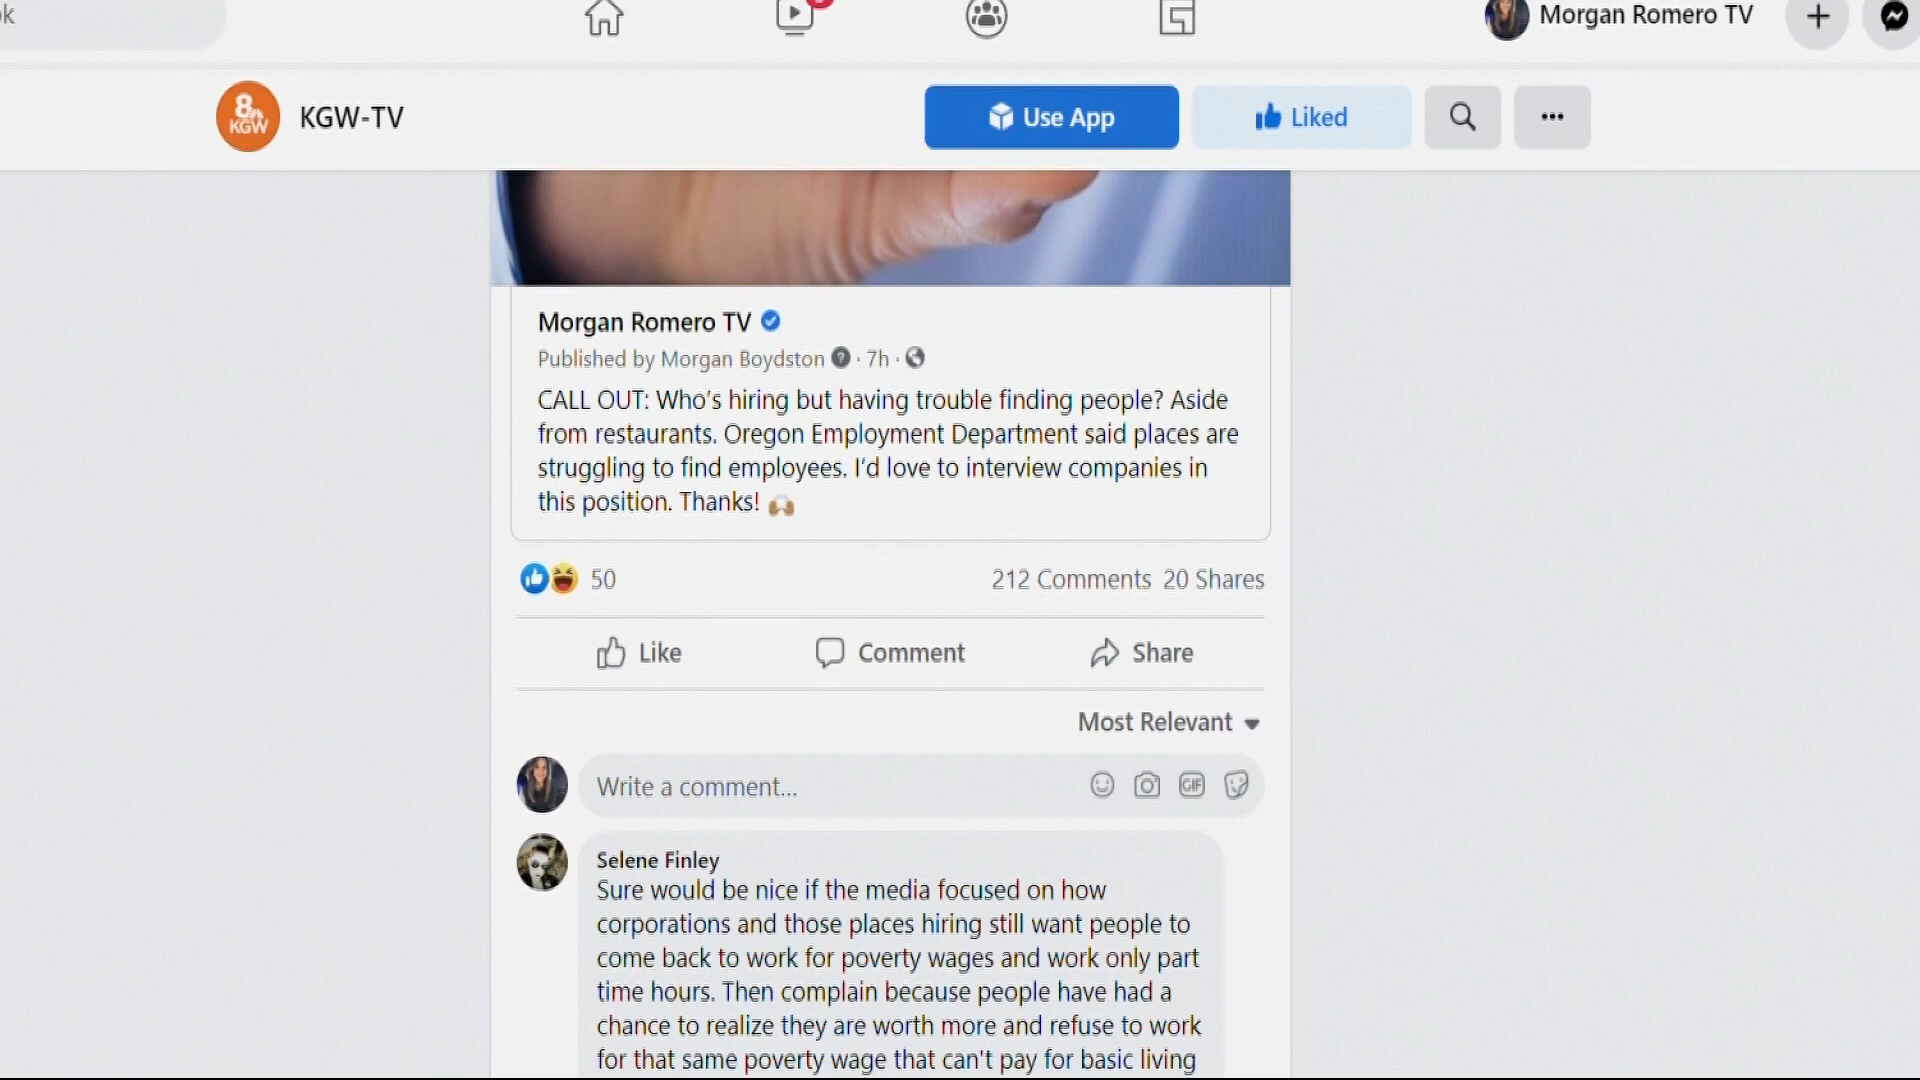 k
Morgan Romero TV
8
KGW
KGW-TV
Use App
Liked
Morgan Romero TV
Published by Morgan Boydston · 7h ·
CALL OUT: Who's hiring but having trouble finding people? Aside
from restaurants. Oregon Employment Department said places are
struggling to find employees. I'd love to interview companies in
this position. Thanks! 🙌🏽
50
212 Comments 20 Shares
Like
Comment
Share
Most Relevant
Write a comment...
GIF
Selene Finley
Sure would be nice if the media focused on how
corporations and those places hiring still want people to
come back to work for poverty wages and work only part
time hours. Then complain because people have had a
chance to realize they are worth more and refuse to work
for that same poverty wage that can't pay for basic living